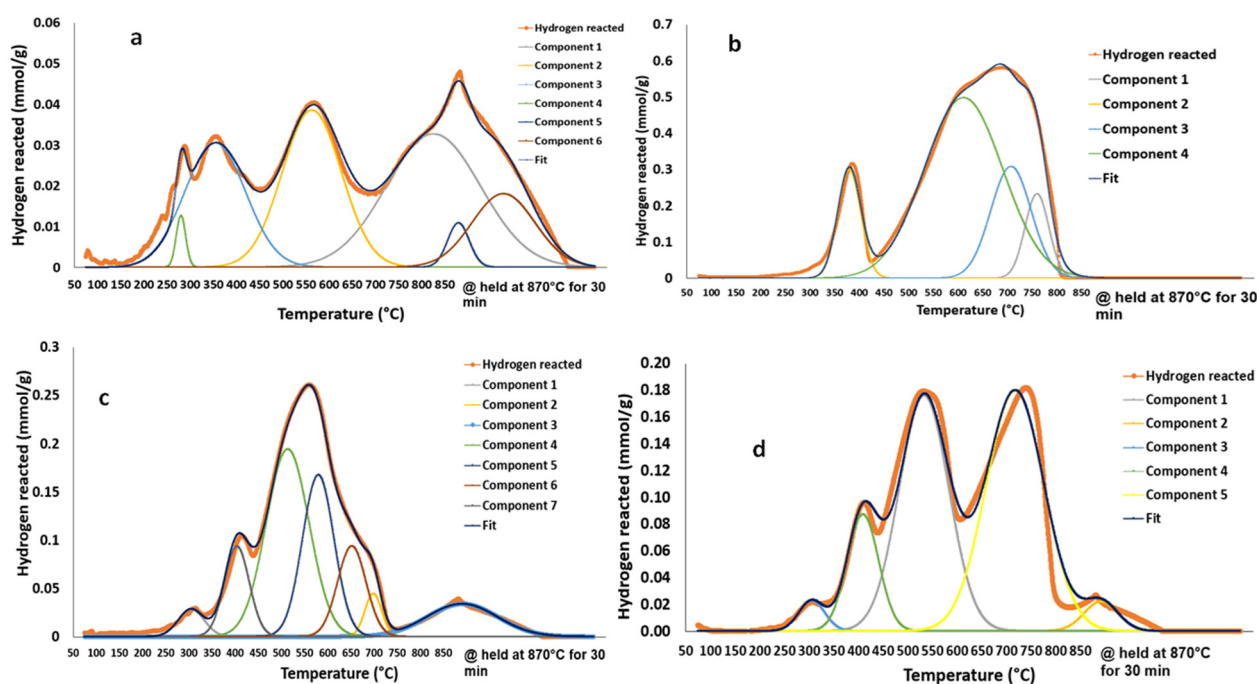 a
Hydrogen reacted (mmol/g)
0.06
0.05
0.04
0.03
0.02
0.01
0
50 100 150 200 250 300 350 400 450 500 550 600 650 700 750 800 850
@ held at 870°C for 30
min
Temperature (°C)
Hydrogen reacted
Component 1
Component 2
Component 3
Component 4
Component 5
Component 6
Fit
b
Hydrogen reacted (mmol/g)
0.7
0.6
0.5
0.4
0.3
0.2
0.1
0
50 100 150 200 250 300 350 400 450 500 550 600 650 700 750 800 850
@ held at 870°C for 30
min
Temperature (°C)
Hydrogen reacted
Component 1
Component 2
Component 3
Component 4
Fit
c
Hydrogen reacted (mmol/g)
0.3
0.25
0.2
0.15
0.1
0.05
0
50 100 150 200 250 300 350 400 450 500 550 600 650 700 750 800 850
@ held at 870°C for 30
min
Temperature (°C)
Hydrogen reacted
Component 1
Component 2
Component 3
Component 4
Component 5
Component 6
Component 7
Fit
d
Hydrogen reacted (mmol/g)
0.20
0.18
0.16
0.14
0.12
0.10
0.08
0.06
0.04
0.02
0.00
50 100 150 200 250 300 350 400 450 500 550 600 650 700 750 800 850
@ held at 870°C
for 30 min
Temperature (°C)
Hydrogen reacted
Component 1
Component 2
Component 3
Component 4
Component 5
Fit